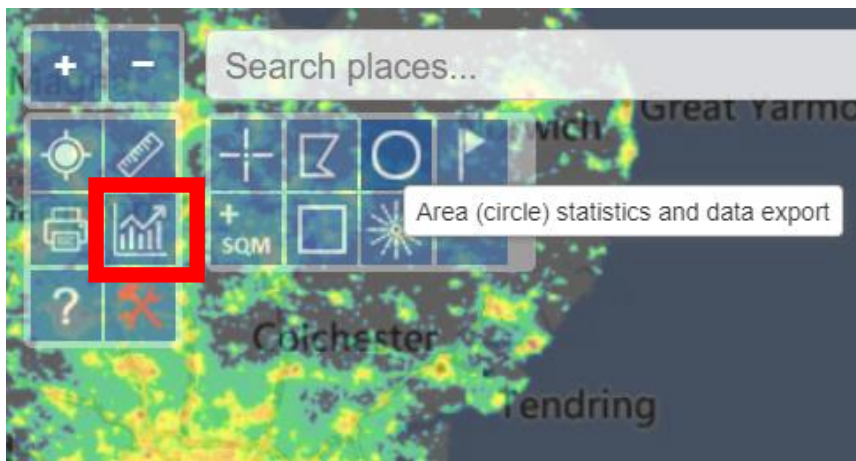 + −
Search places...
Great Yarmo
wich
Area (circle) statistics and data export
+
SQM
?
Colchester
Tendring